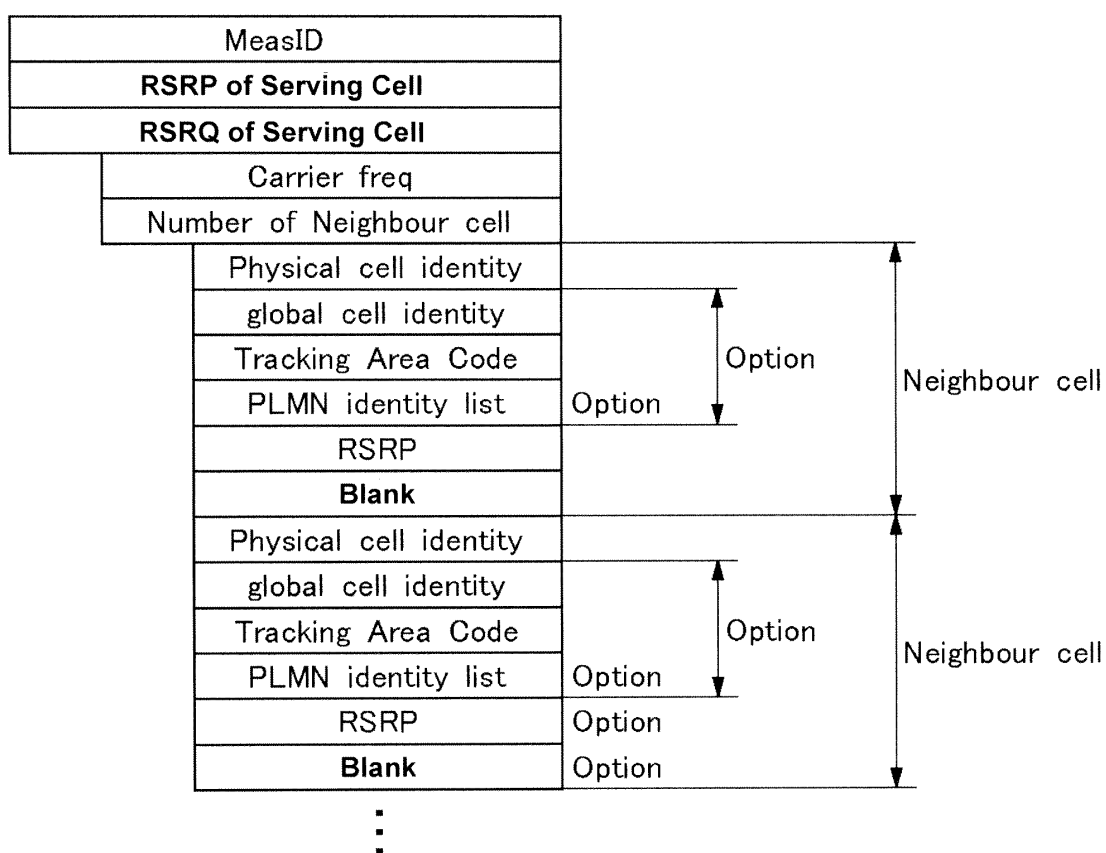 MeasID
RSRP of Serving Cell
RSRQ of Serving Cell
Carrier freq
Number of Neighbour cell
Physical cell identity
global cell identity
Tracking Area Code
Option
PLMN identity list
Option
Neighbour cell
RSRP
Blank
Physical cell identity
global cell identity
Tracking Area Code
Option
PLMN identity list
Option
Neighbour cell
RSRP
Option
Blank
Option